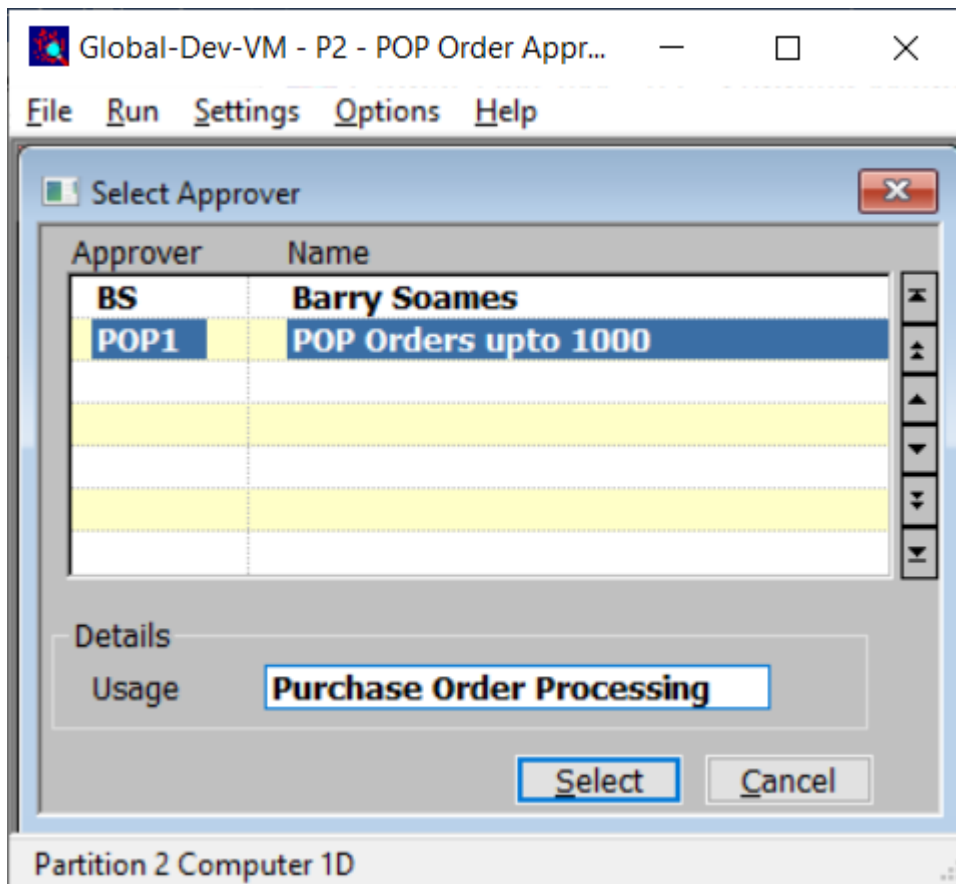 Global-Dev-VM - P2 - POP Order Appr...
File Run Settings Options Help
Select Approver
Approver Name
BS Barry Soames
POP1 POP Orders upto 1000
Details
Usage Purchase Order Processing
Select Cancel
Partition 2 Computer 1D